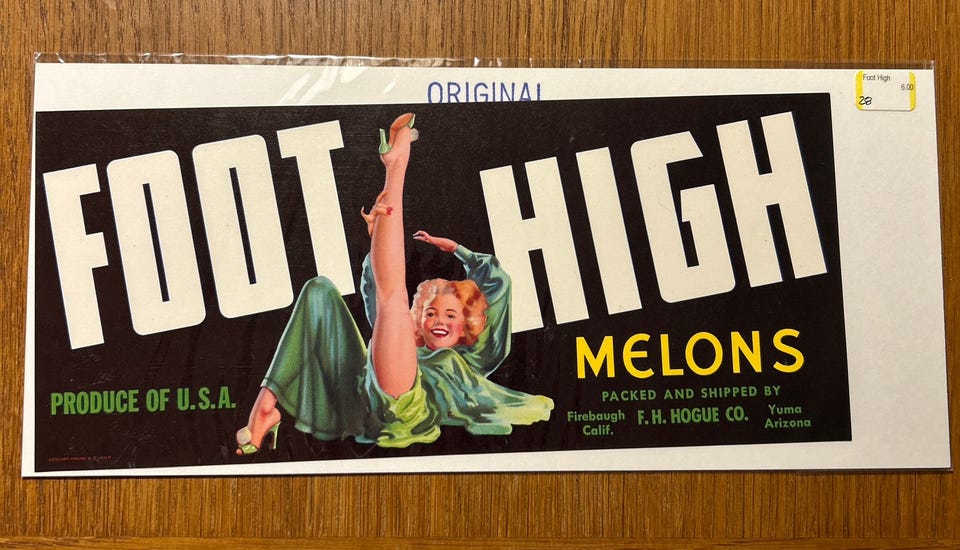 ORIGINAL
Foot High
6.00
28
FOOT HIGH
MELONS
PRODUCE OF U.S.A.
PACKED AND SHIPPED BY
Firebaugh Calif.
F. H. HOGUE CO.
Yuma Arizona